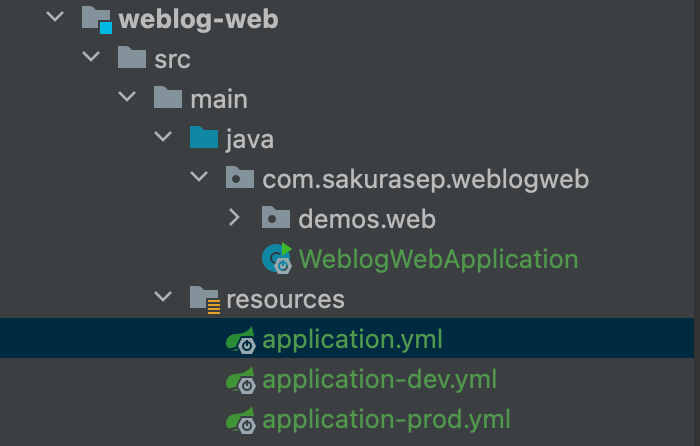 weblog-web
src
main
java
com.sakurasep.weblogweb
demos.web
WeblogWebApplication
resources
application.yml
application-dev.yml
application-prod.yml